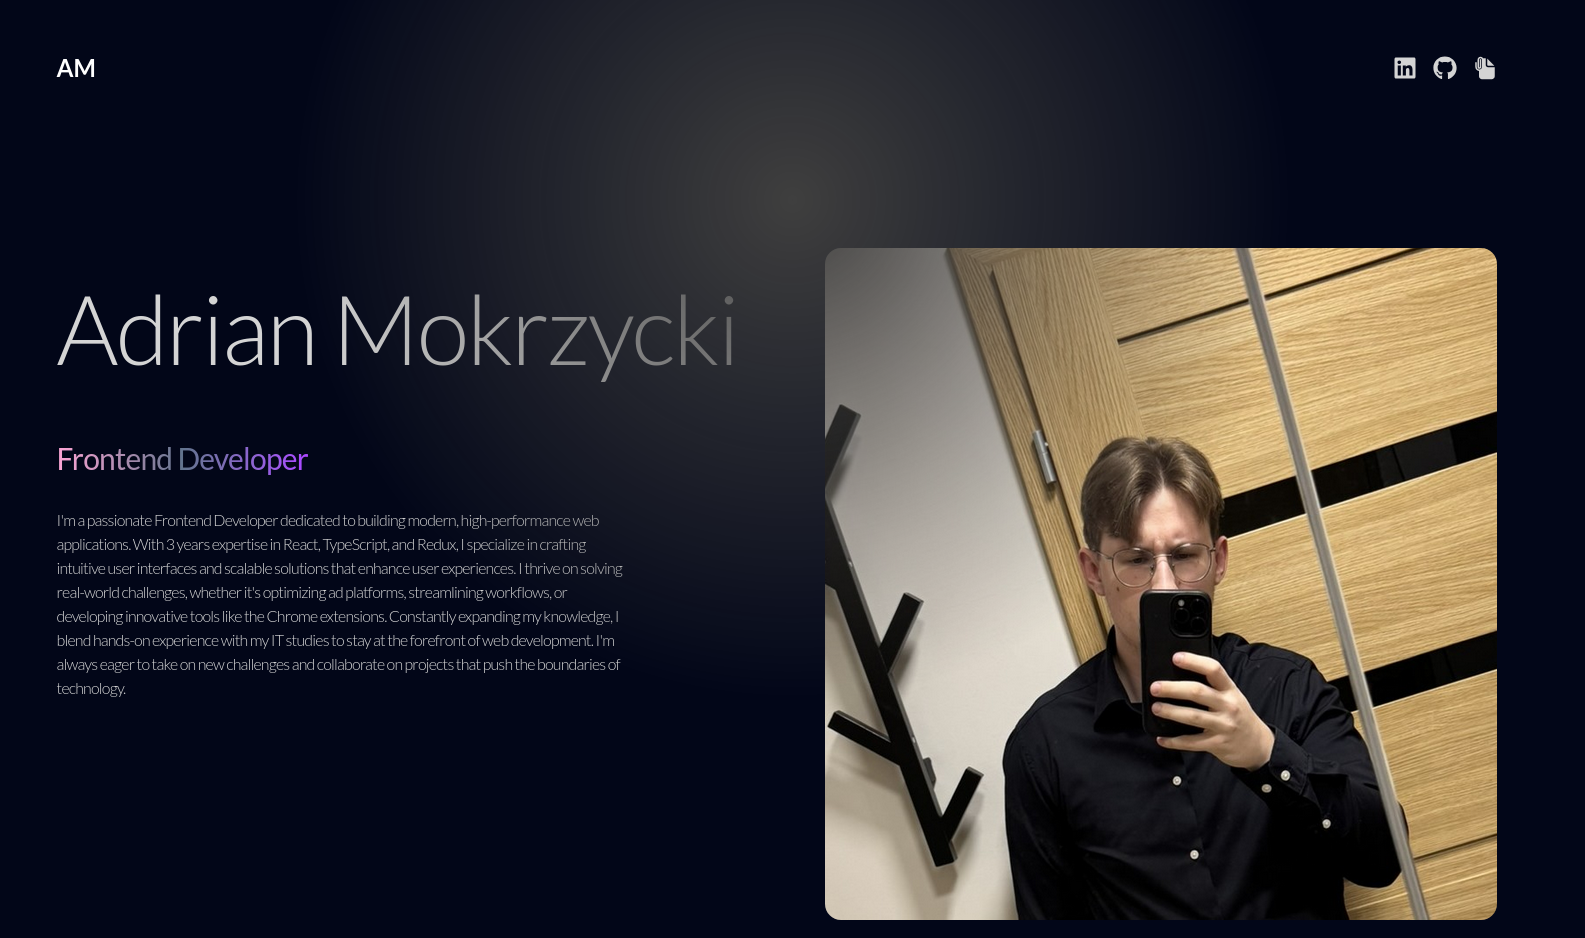 AM
Adrian Mokrzycki
Frontend Developer
I'm a passionate Frontend Developer dedicated to building modern, high-performance web
applications. With 3 years expertise in React, TypeScript, and Redux, I specialize in crafting
intuitive user interfaces and scalable solutions that enhance user experiences. I thrive on solving
real-world challenges, whether it's optimizing ad platforms, streamlining workflows, or
developing innovative tools like the Chrome extensions. Constantly expanding my knowledge, I
blend hands-on experience with my IT studies to stay at the forefront of web development. I'm
always eager to take on new challenges and collaborate on projects that push the boundaries of
technology.